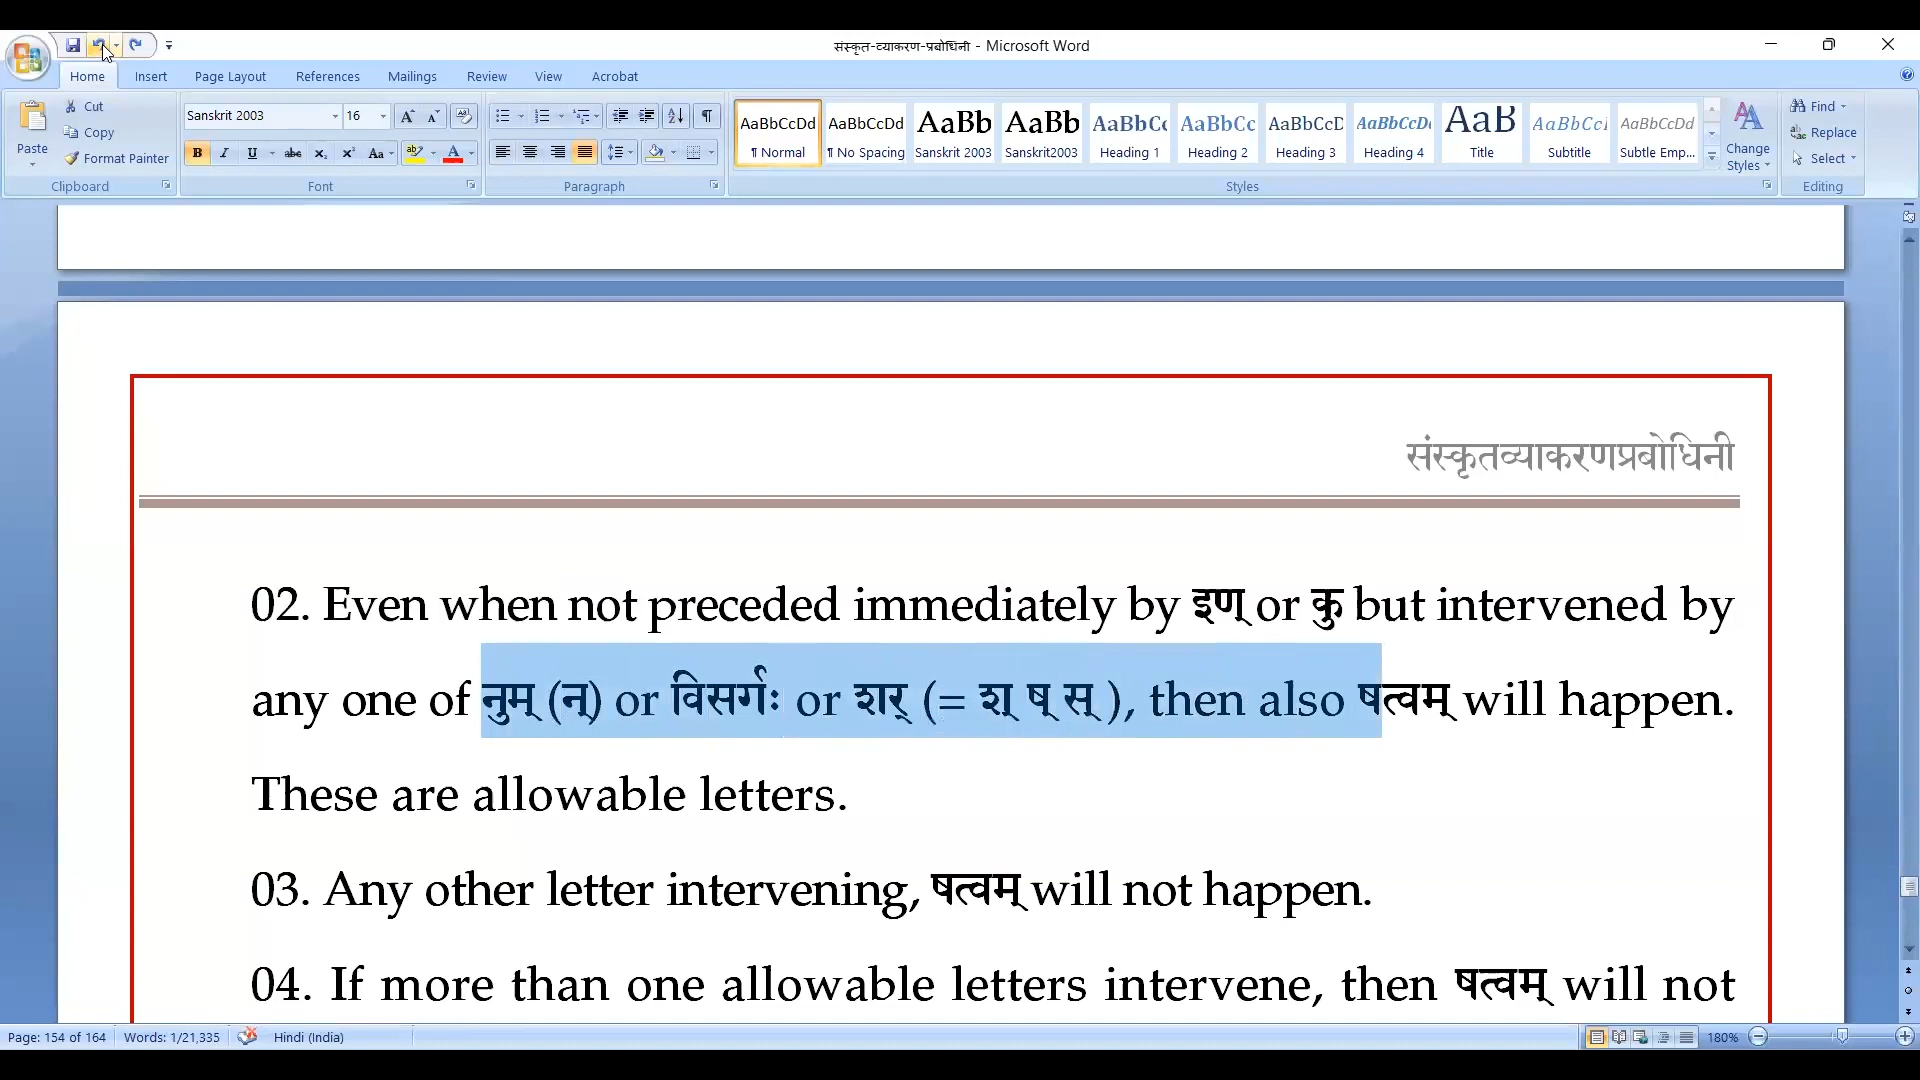 संस्कृत-व्याकरण-प्रबोधिनी - Microsoft Word
Home Insert Page Layout References Mailings Review View Acrobat
Paste Cut Copy Format Painter Clipboard
Sanskrit 2003 16
Font
Paragraph
AaBbCcDd AaBbCcDd AaBb AaBb AaBbCc AaBbCc AaBbCcD AaBbCcDd AaB AaBbCc AaBbCcDd
¶ Normal ¶ No Spacing Sanskrit 2003 Sanskrit2003 Heading 1 Heading 2 Heading 3 Heading 4 Title Subtitle Subtle Emp...
Change Styles
Styles
Find
Replace
Select
Editing
संस्कृतव्याकरणप्रबोधिनी
02. Even when not preceded immediately by इण् or कु but intervened by
any one of नुम् (न्) or विसर्गः or शर् (= श् ष् स् ), then also षत्वम् will happen.
These are allowable letters.
03. Any other letter intervening, षत्वम् will not happen.
04. If more than one allowable letters intervene, then षत्वम् will not
Page: 154 of 164 Words: 1/21,335 Hindi (India) 180%